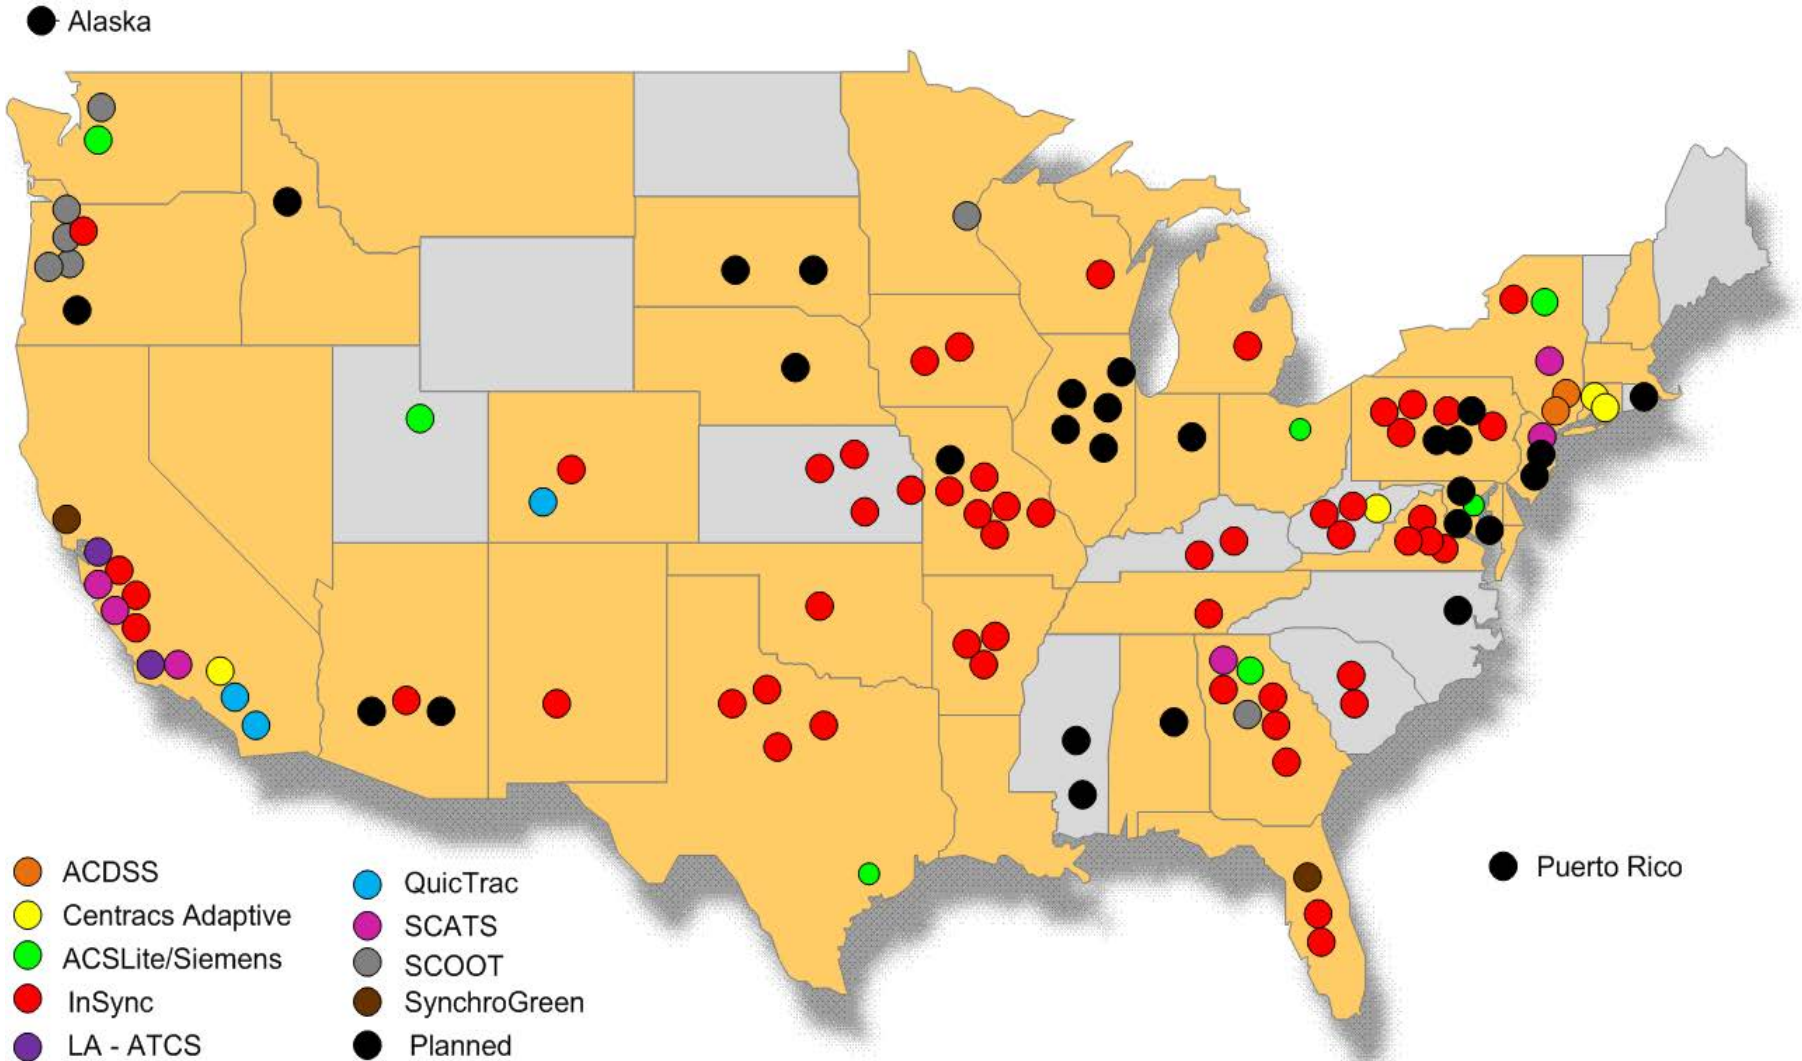 Alaska
Puerto Rico
ACDSS
Centracs Adaptive
ACSLite/Siemens
InSync
LA - ATCS
QuicTrac
SCATS
SCOOT
SynchroGreen
Planned